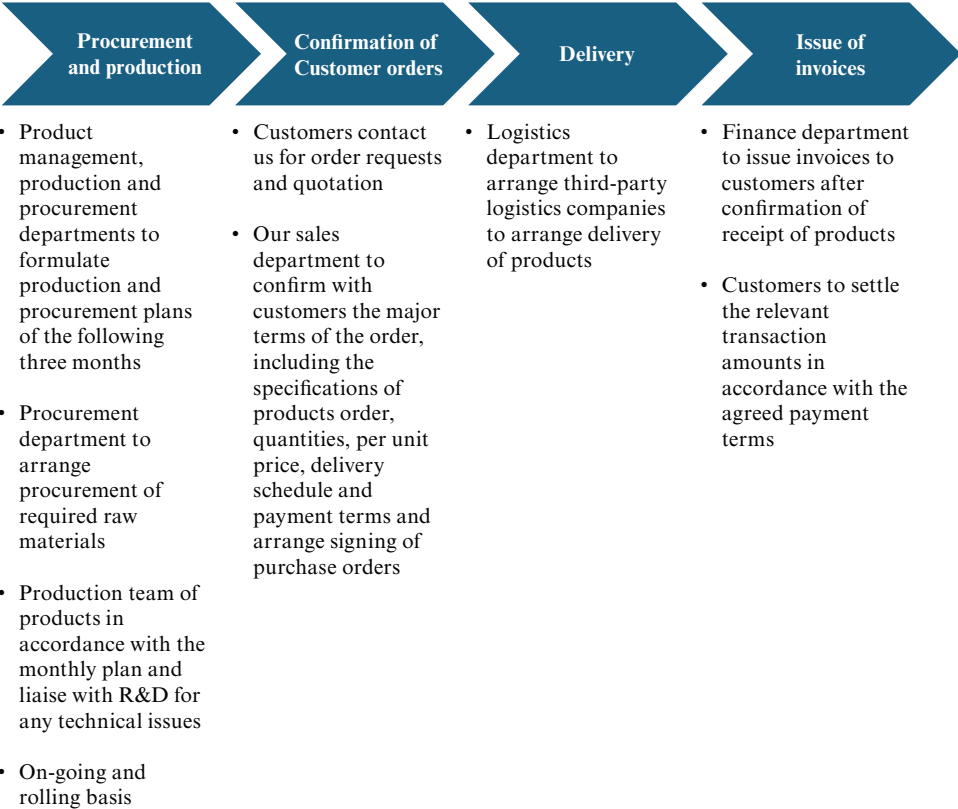 Procurement
and production
Confirmation of
Customer orders
Delivery
Issue of
invoices
• Product
management,
production and
procurement
departments to
formulate
production and
procurement plans
of the following
three months
• Procurement
department to
arrange
procurement of
required raw
materials
• Production team of
products in
accordance with the
monthly plan and
liaise with R&D for
any technical issues
• On-going and
rolling basis
• Customers contact
us for order requests
and quotation
• Our sales
department to
confirm with
customers the major
terms of the order,
including the
specifications of
products order,
quantities, per unit
price, delivery
schedule and
payment terms and
arrange signing of
purchase orders
• Logistics
department to
arrange third-party
logistics companies
to arrange delivery
of products
• Finance department
to issue invoices to
customers after
confirmation of
receipt of products
• Customers to settle
the relevant
transaction
amounts in
accordance with the
agreed payment
terms